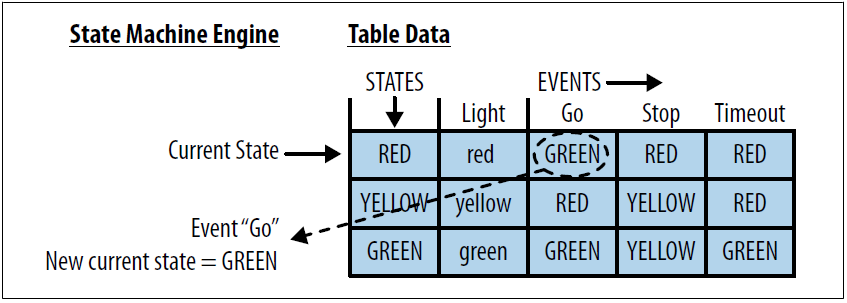 State Machine Engine Table Data
STATES EVENTS
Light Go Stop Timeout
Current State RED red GREEN RED RED
YELLOW yellow RED YELLOW RED
Event “Go”
New current state = GREEN GREEN green GREEN YELLOW GREEN